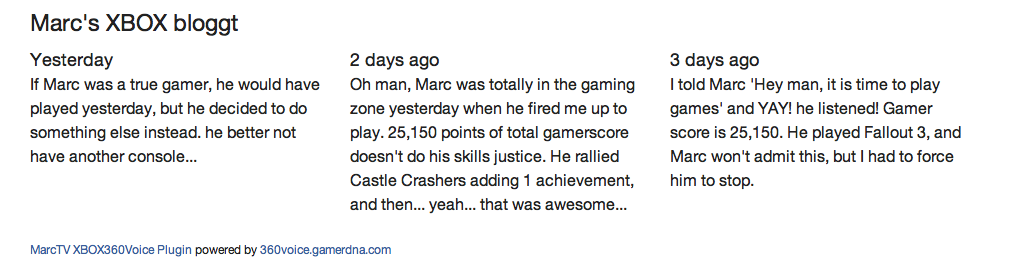 Marc's XBOX bloggt
Yesterday
If Marc was a true gamer, he would have
played yesterday, but he decided to do
something else instead. he better not
have another console...
2 days ago
Oh man, Marc was totally in the gaming
zone yesterday when he fired me up to
play. 25,150 points of total gamerscore
doesn't do his skills justice. He rallied
Castle Crashers adding 1 achievement,
and then... yeah... that was awesome...
3 days ago
I told Marc 'Hey man, it is time to play
games' and YAY! he listened! Gamer
score is 25,150. He played Fallout 3, and
Marc won't admit this, but I had to force
him to stop.
MarcTV XBOX360Voice Plugin powered by 360voice.gamerdna.com